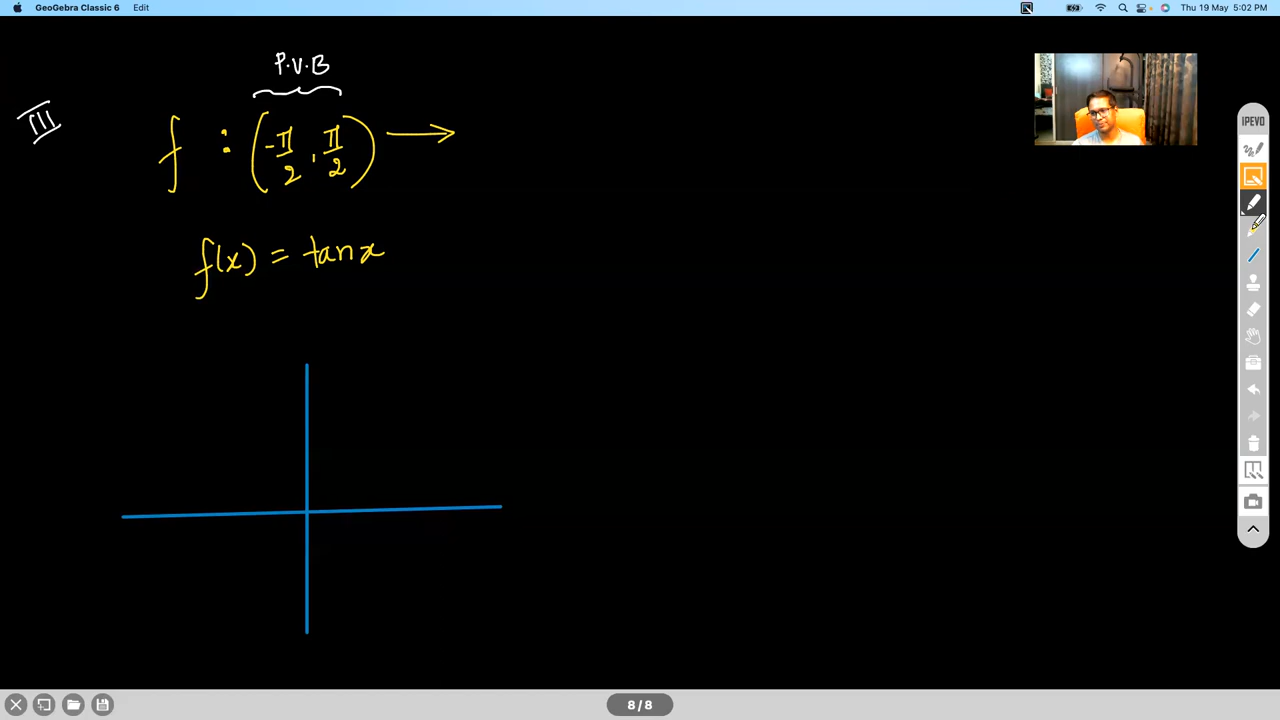 GeoGebra Classic 6 Edit Thu 19 May 5:02 PM
P.V.B
III
f : (-π/2, π/2) →
f(x) = tan x
IPEVO
8 / 8